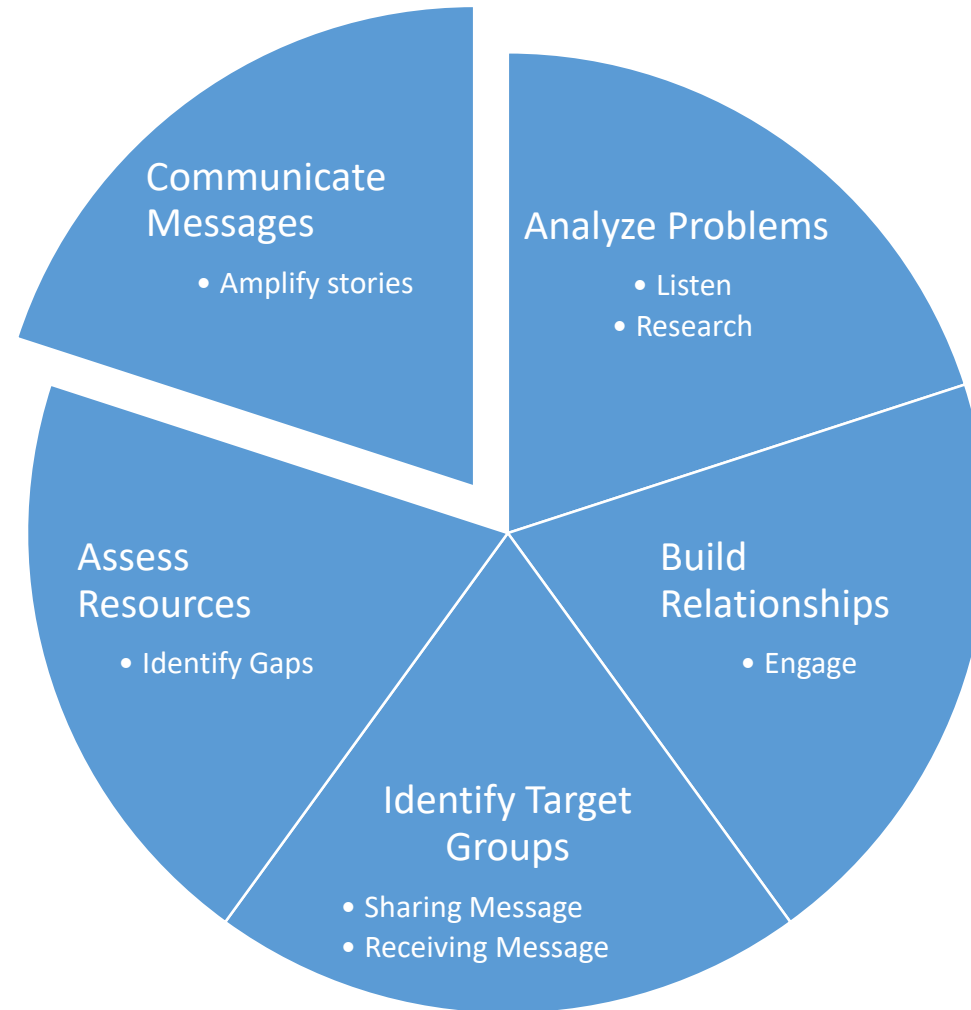 Communicate
Messages
• Amplify stories
Analyze Problems
• Listen
• Research
Build
Relationships
• Engage
Identify Target
Groups
• Sharing Message
• Receiving Message
Assess
Resources
• Identify Gaps